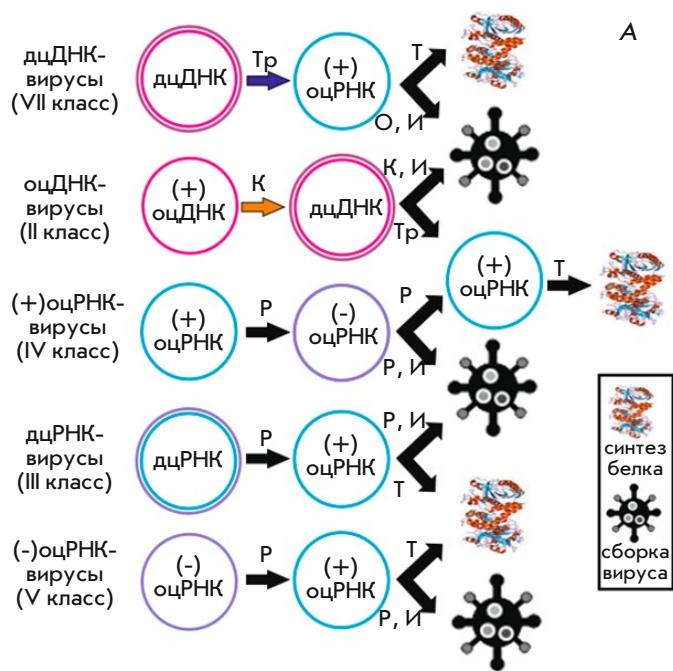 А
дцДНК-
вирусы
(VII класс)
дцДНК
Тр
(+)
оцРНК
Т
О, И
оцДНК-
вирусы
(II класс)
(+)
оцДНК
К
дцДНК
К, И
Тр
(+)
оцРНК
Т
(+)оцРНК-
вирусы
(IV класс)
(+)
оцРНК
Р
(-)
оцРНК
Р
Р, И
дцРНК-
вирусы
(III класс)
дцРНК
Р
(+)
оцРНК
Р, И
Т
(-)оцРНК-
вирусы
(V класс)
(-)
оцРНК
Р
(+)
оцРНК
Т
Р, И
синтез
белка
сборка
вируса